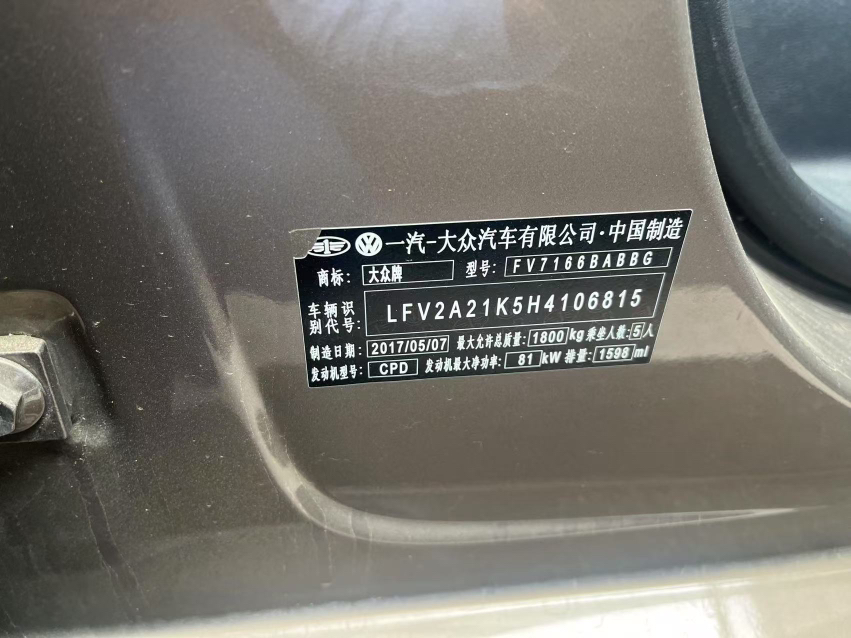 一汽-大众汽车有限公司·中国制造
商标: 大众牌 型号: FV7166BABBG
车辆识别代号: LFV2A21K5H4106815
制造日期: 2017/05/07 最大允许总质量: 1800 kg 乘坐人数: 5 人
发动机型号: CPD 发动机最大净功率: 81 kW 排量: 1598 ml